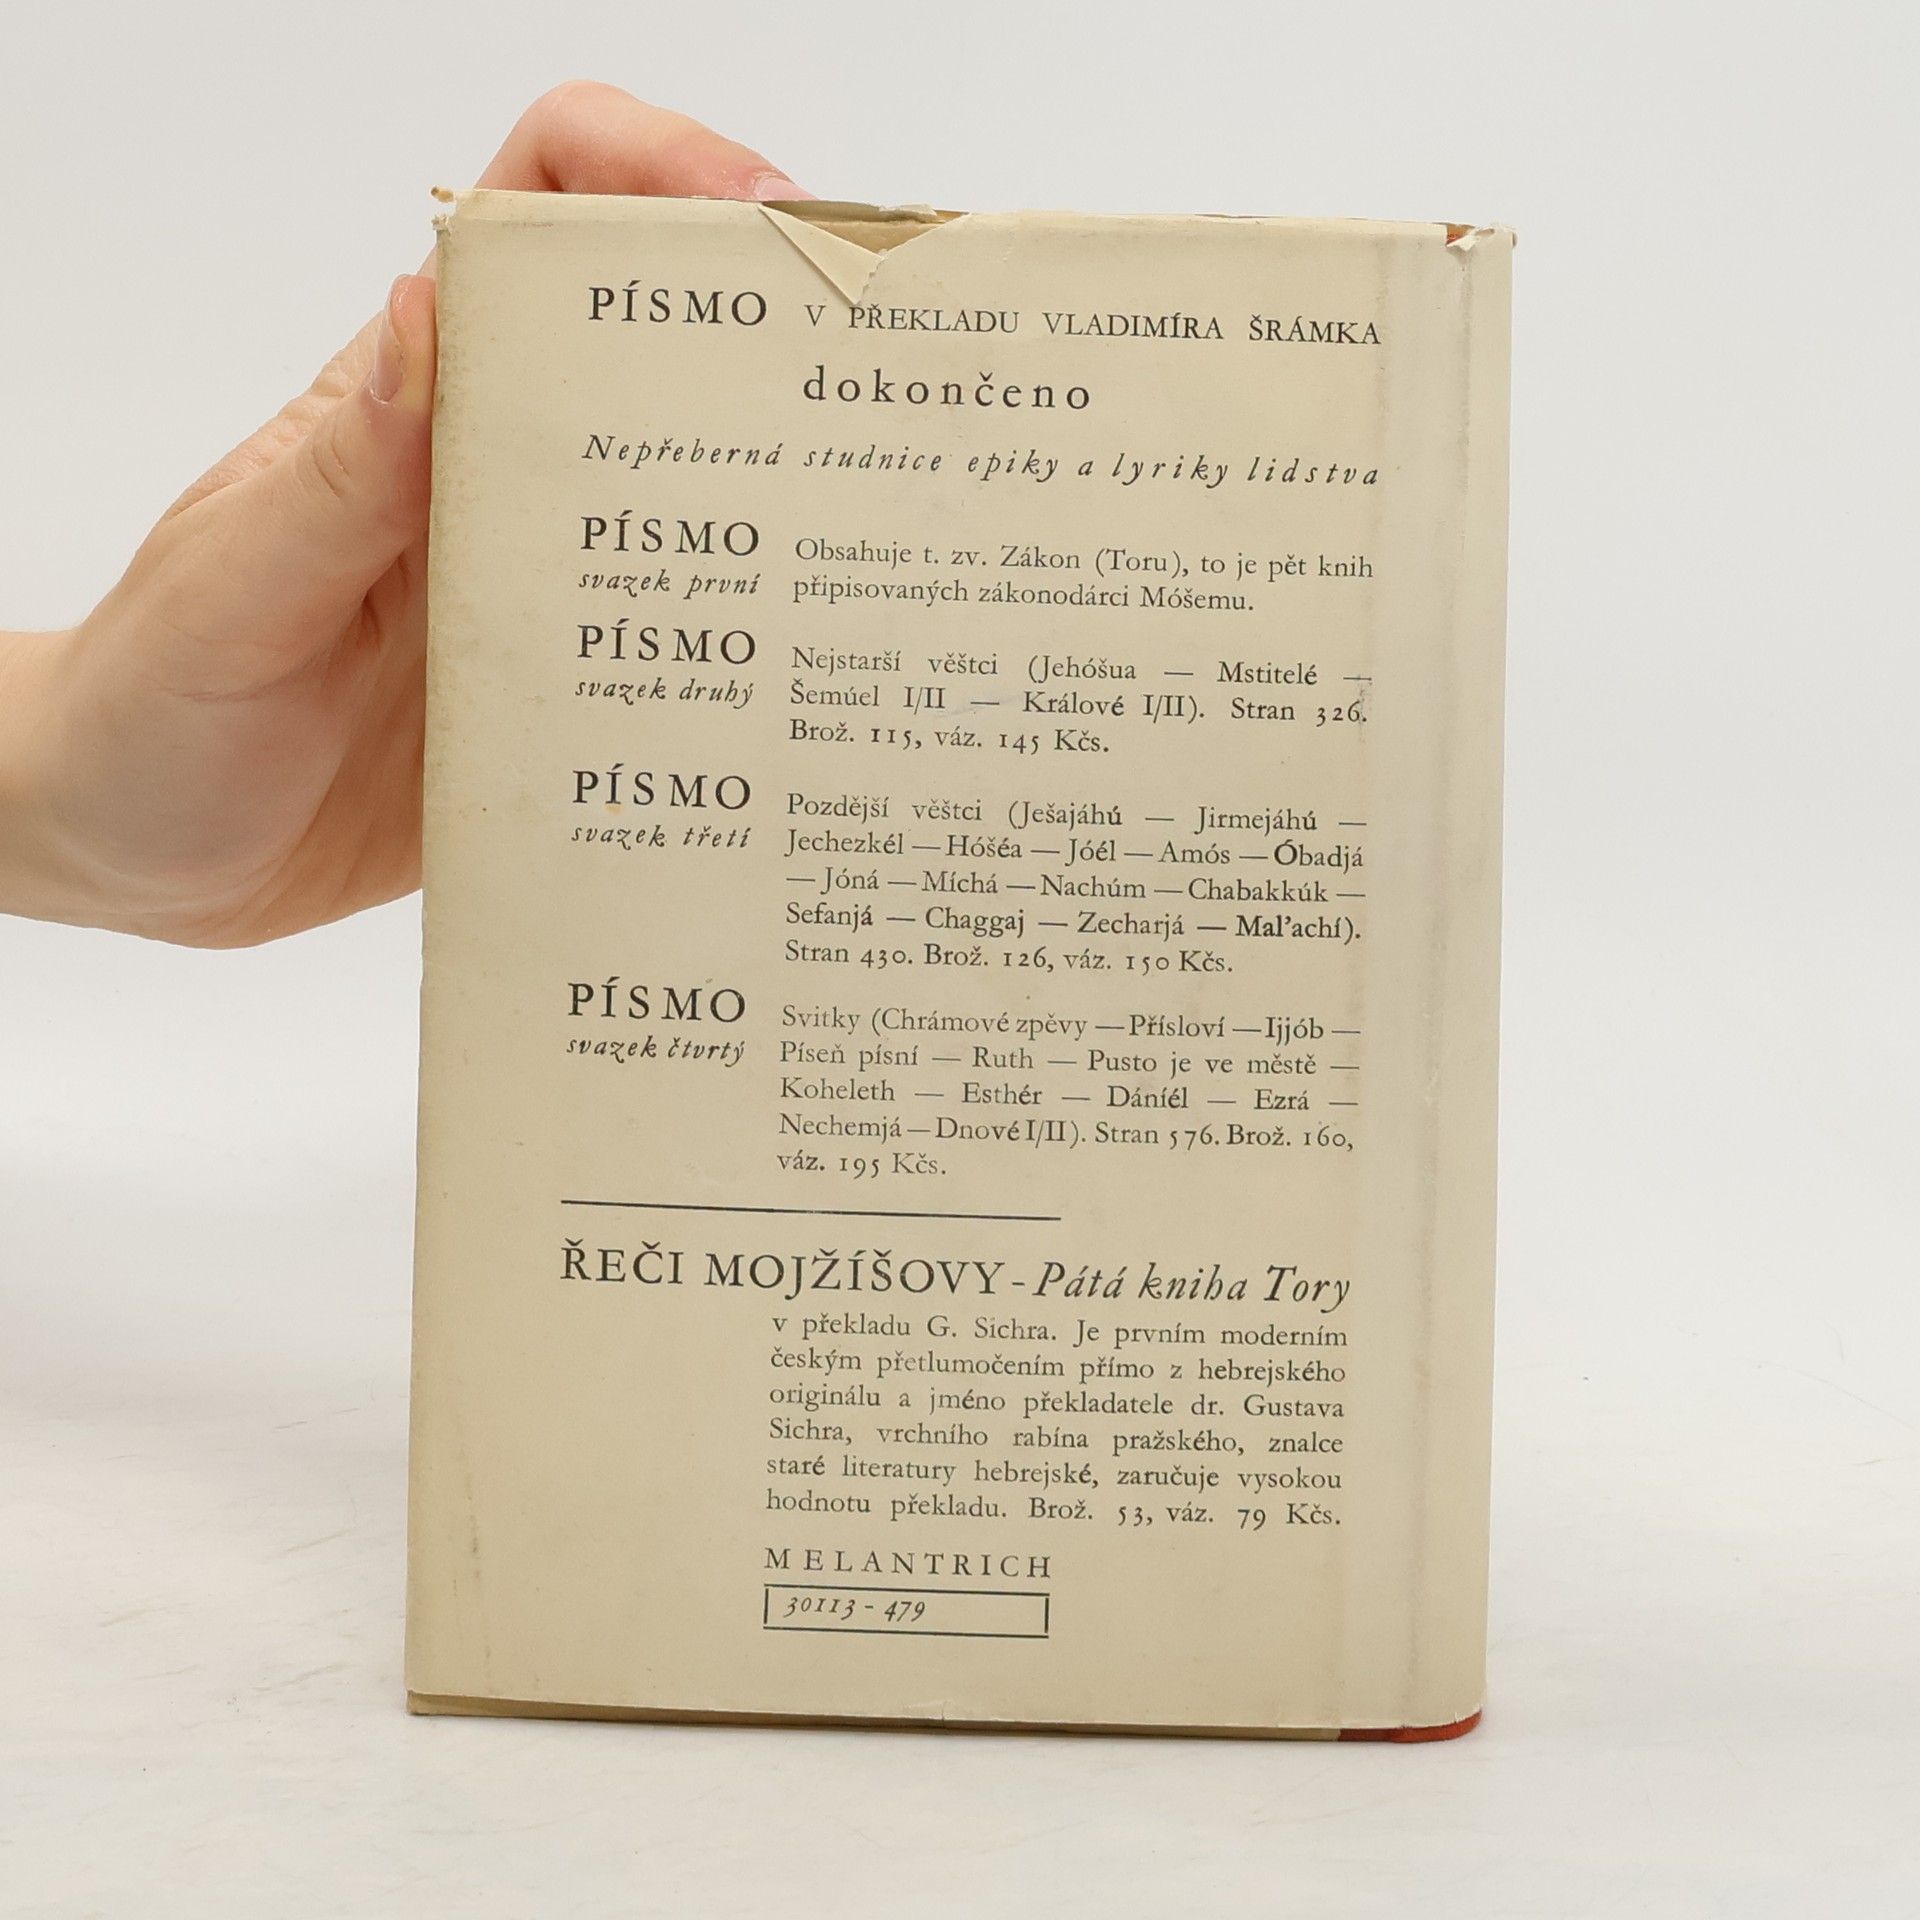 PÍSMO V PŘEKLADU VLADIMÍRA ŠRÁMKA
dokončeno
Nepřeberná studnice epiky a lyriky lidstva
PÍSMO
svazek první
Obsahuje t. zv. Zákon (Toru), to je pět knih
připisovaných zákonodárci Móšemu.
PÍSMO
svazek druhý
Nejstarší věštci (Jehóšua — Mstitelé —
Šemúel I/II — Králové I/II). Stran 326.
Brož. 115, váz. 145 Kčs.
PÍSMO
svazek třetí
Pozdější věštci (Ješajáhú — Jirmejáhú —
Jechezkél — Hóšéa — Jóél — Amós — Óbadjá
— Jóná — Míchá — Nachúm — Chabakkúk —
Sefanjá — Chaggaj — Zecharjá — Mal’achí).
Stran 430. Brož. 126, váz. 150 Kčs.
PÍSMO
svazek čtvrtý
Svitky (Chrámové zpěvy — Přísloví — Ijjób —
Píseň písní — Ruth — Pusto je ve městě —
Koheleth — Esthér — Dáníél — Ezrá —
Nechemjá — Dnové I/II). Stran 576. Brož. 160,
váz. 195 Kčs.
ŘEČI MOJŽÍŠOVY - Pátá kniha Tory
v překladu G. Sichra. Je prvním moderním
českým přetlumočením přímo z hebrejského
originálu a jméno překladatele dr. Gustava
Sichra, vrchního rabína pražského, znalce
staré literatury hebrejské, zaručuje vysokou
hodnotu překladu. Brož. 53, váz. 79 Kčs.
MELANTRICH
30113 - 479